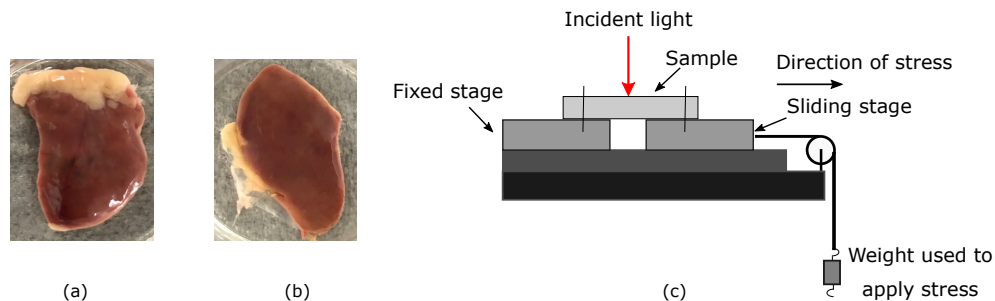 Incident light
Sample
Direction of stress
Fixed stage
Sliding stage
Weight used to
apply stress
(a)
(b)
(c)